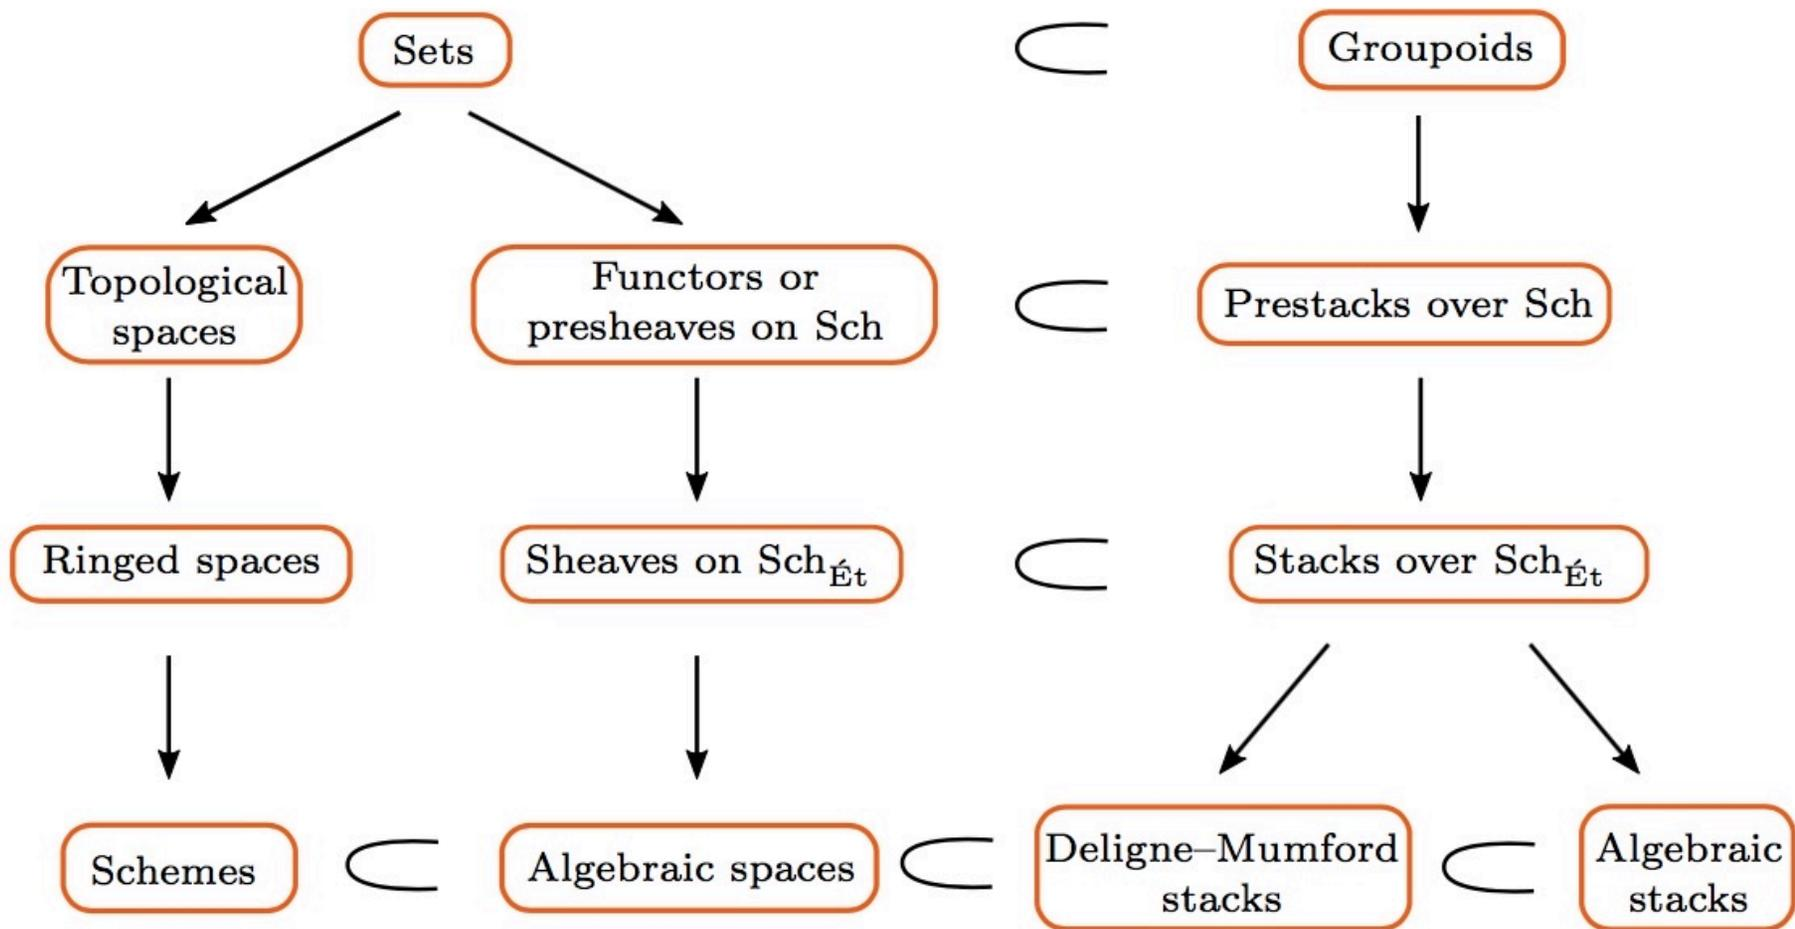 Sets
Groupoids
Topological
spaces
Functors or
presheaves on Sch
Prestacks over Sch
Ringed spaces
Sheaves on Sch_Ét
Stacks over Sch_Ét
Schemes
Algebraic spaces
Deligne–Mumford
stacks
Algebraic
stacks